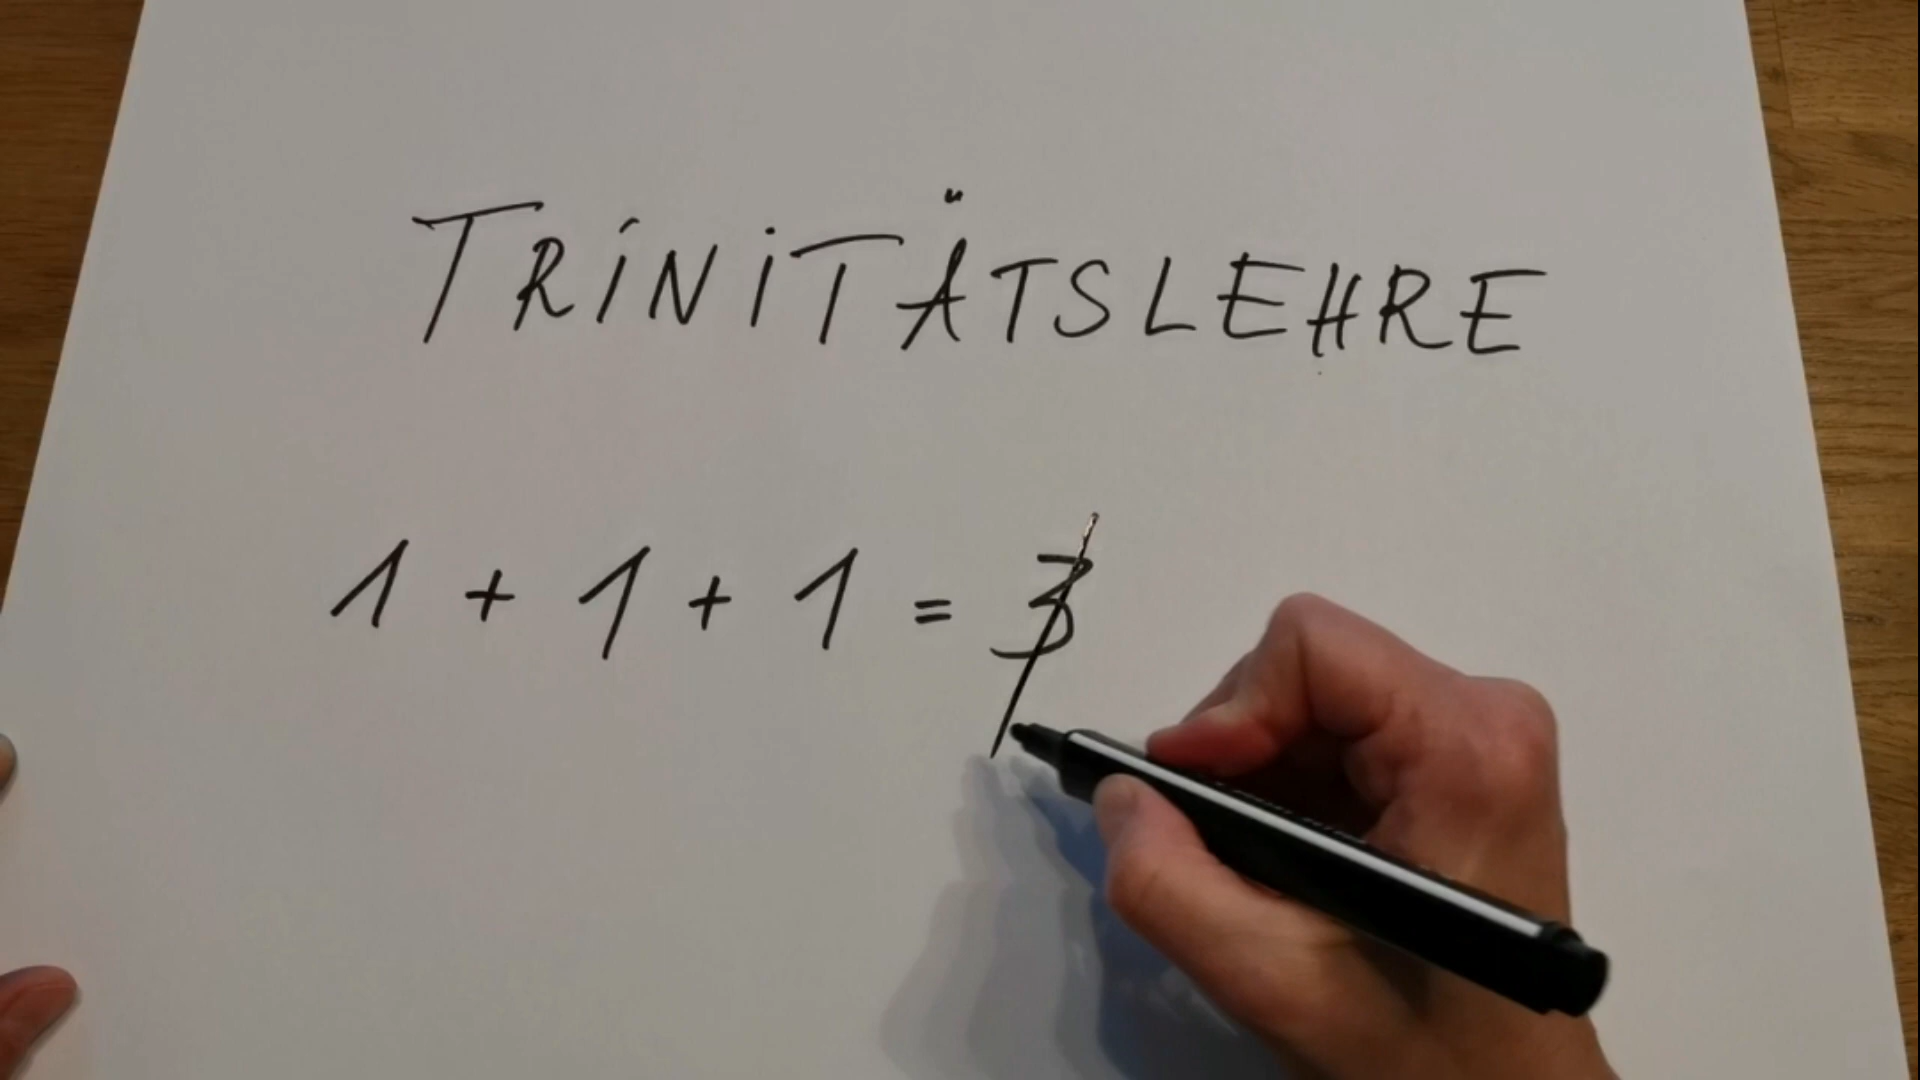 TRiNiTÄTSLEHRE
1 + 1 + 1 = 3